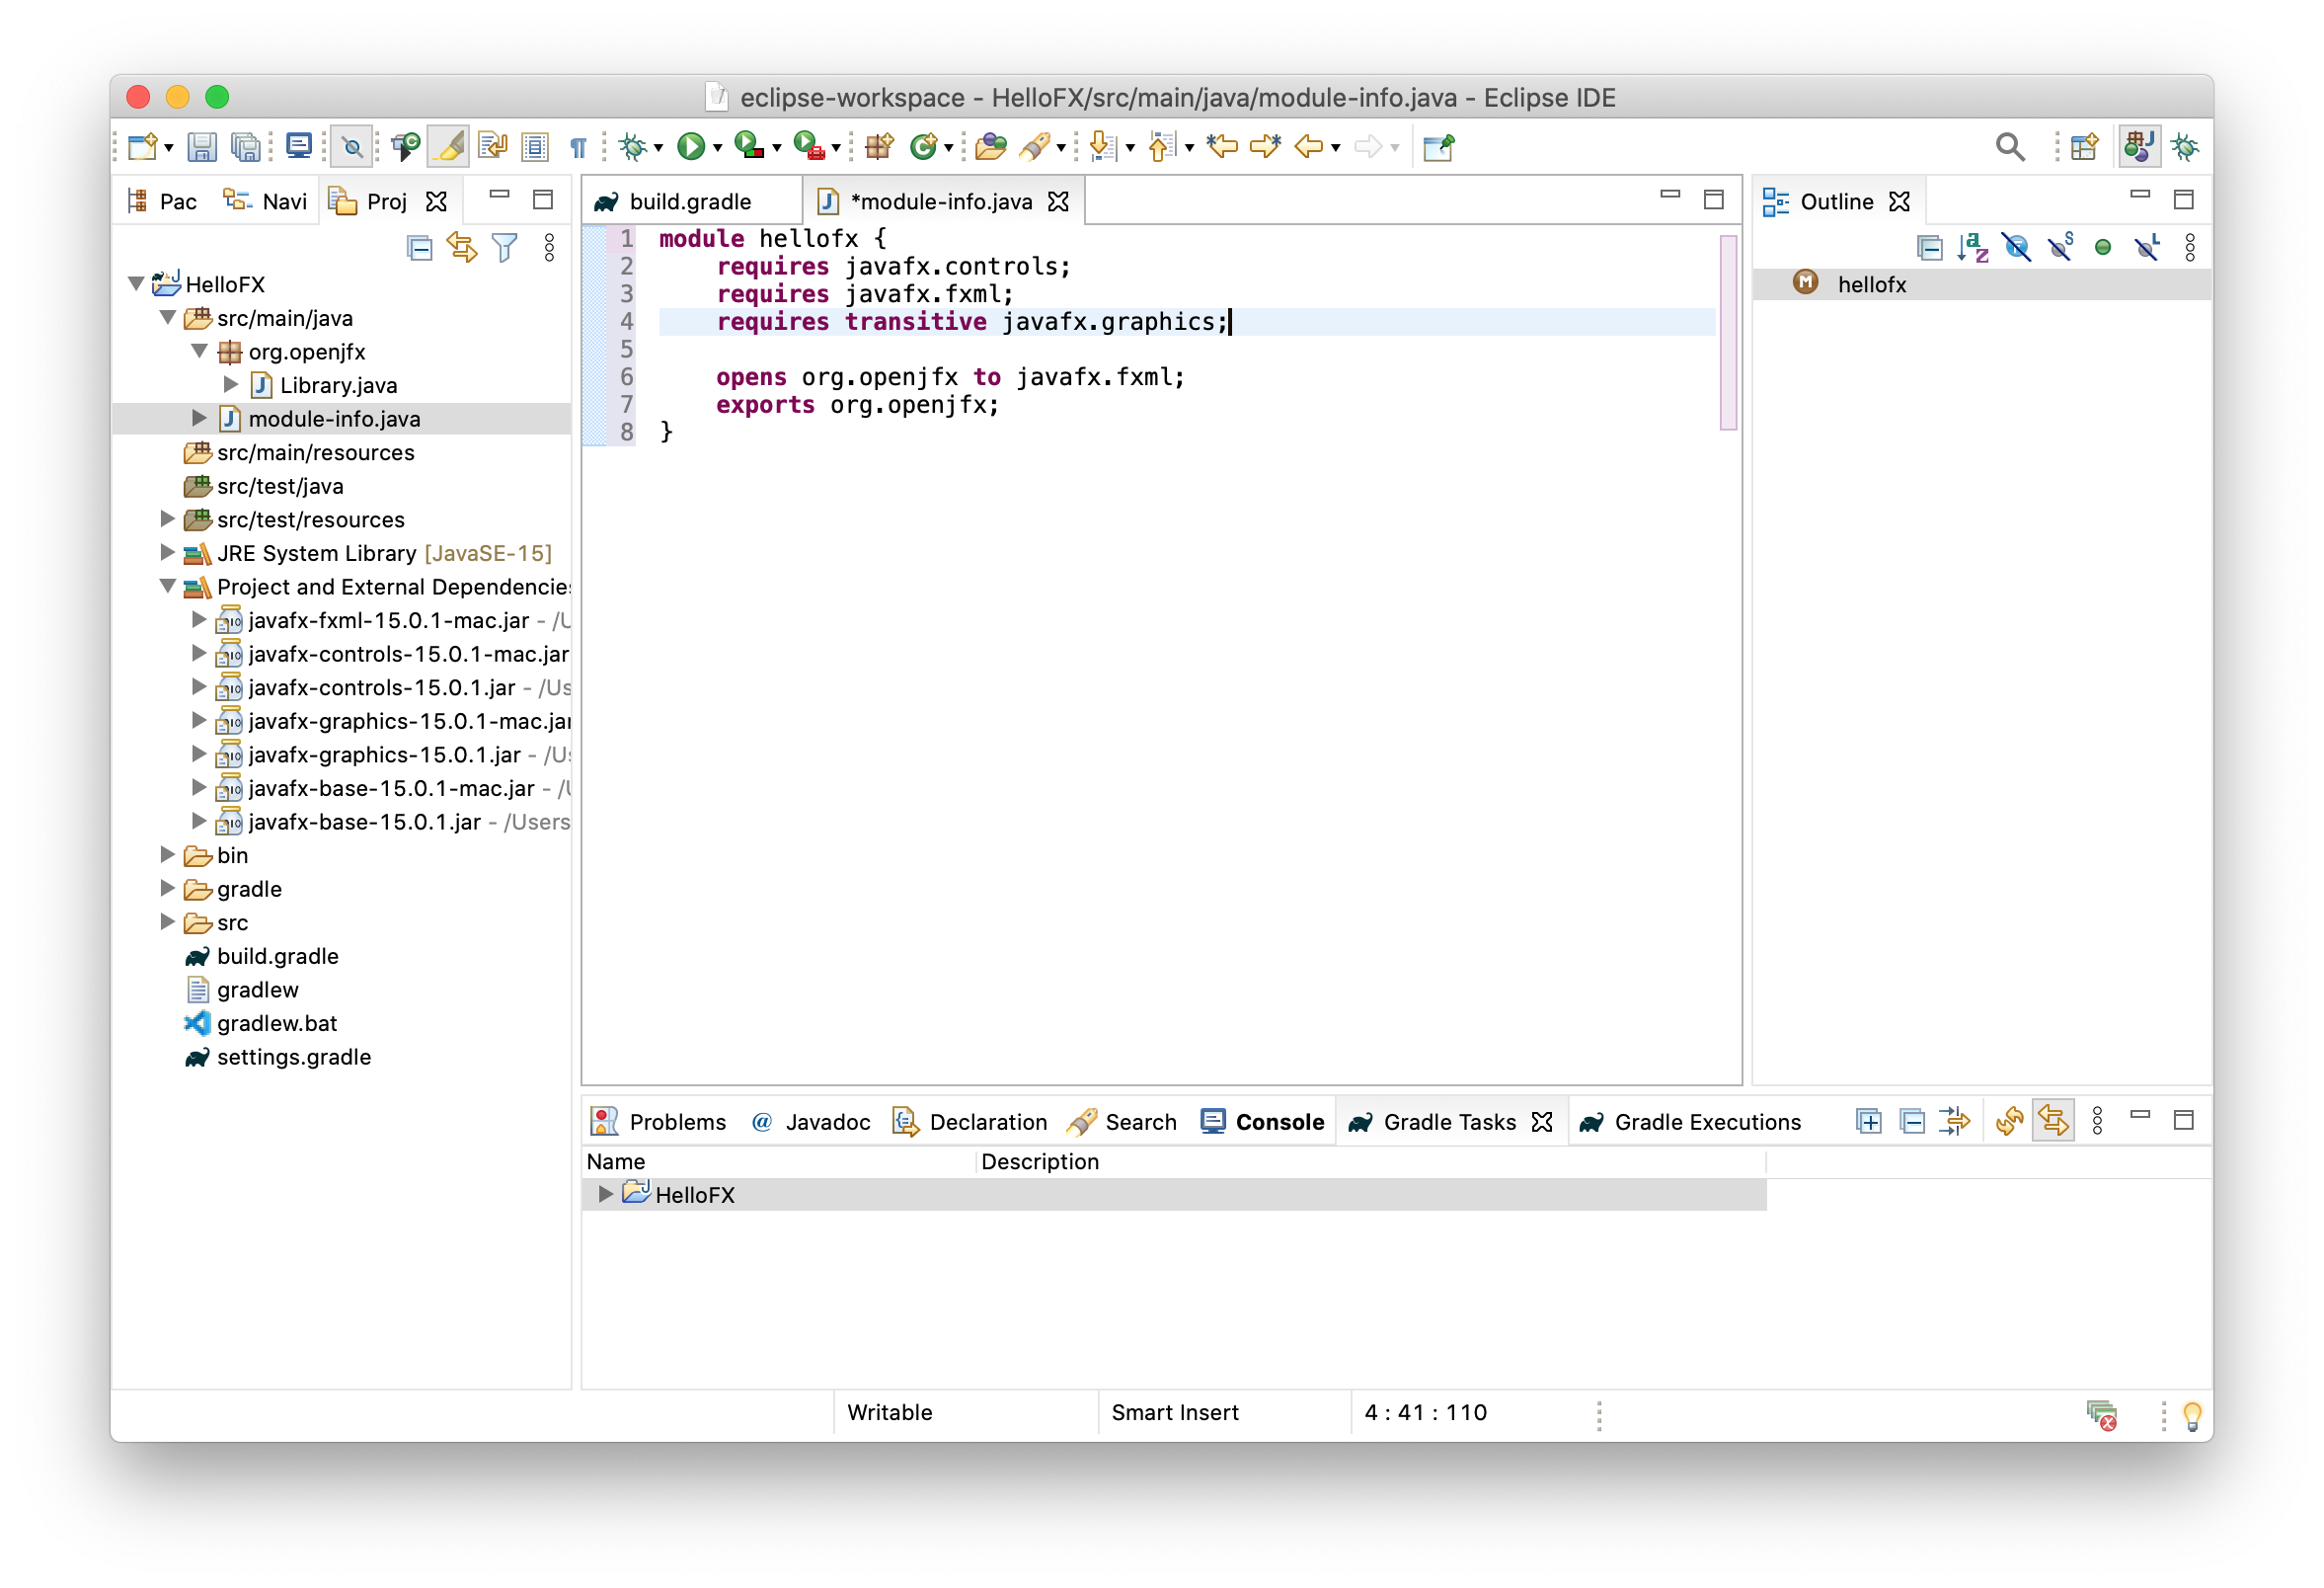 eclipse-workspace - HelloFX/src/main/java/module-info.java - Eclipse IDE
Pac Navi Proj
HelloFX
src/main/java
org.openjfx
Library.java
module-info.java
src/main/resources
src/test/java
src/test/resources
JRE System Library [JavaSE-15]
Project and External Dependencies
javafx-fxml-15.0.1-mac.jar - /U
javafx-controls-15.0.1-mac.jar
javafx-controls-15.0.1.jar - /Us
javafx-graphics-15.0.1-mac.jar
javafx-graphics-15.0.1.jar - /Us
javafx-base-15.0.1-mac.jar - /U
javafx-base-15.0.1.jar - /Users
bin
gradle
src
build.gradle
gradlew
gradlew.bat
settings.gradle
build.gradle *module-info.java
1 module hellofx {
2 requires javafx.controls;
3 requires javafx.fxml;
4 requires transitive javafx.graphics;
5
6 opens org.openjfx to javafx.fxml;
7 exports org.openjfx;
8 }
Outline
hellofx
Problems @ Javadoc Declaration Search Console Gradle Tasks Gradle Executions
Name Description
HelloFX
Writable Smart Insert 4 : 41 : 110